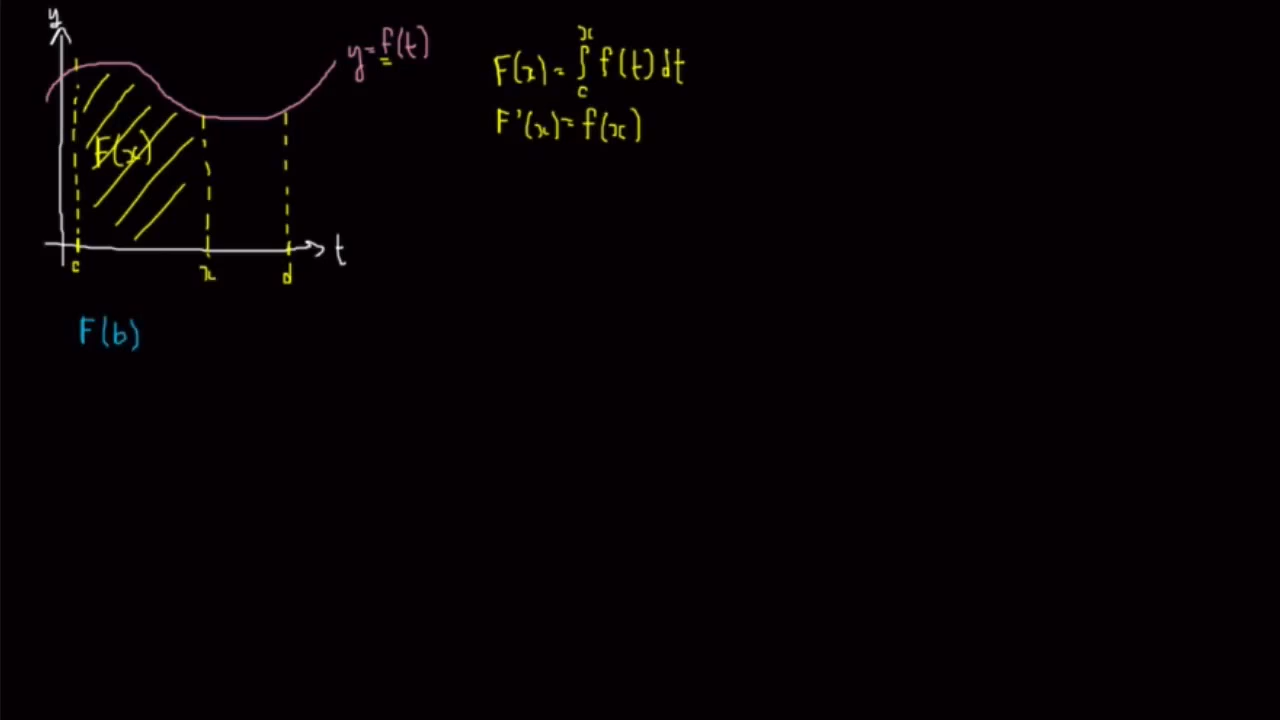 y
y=f(t)
F(x)
t
c
x
d
F(x)=∫_c^x f(t)dt
F'(x)=f(x)
F(b)